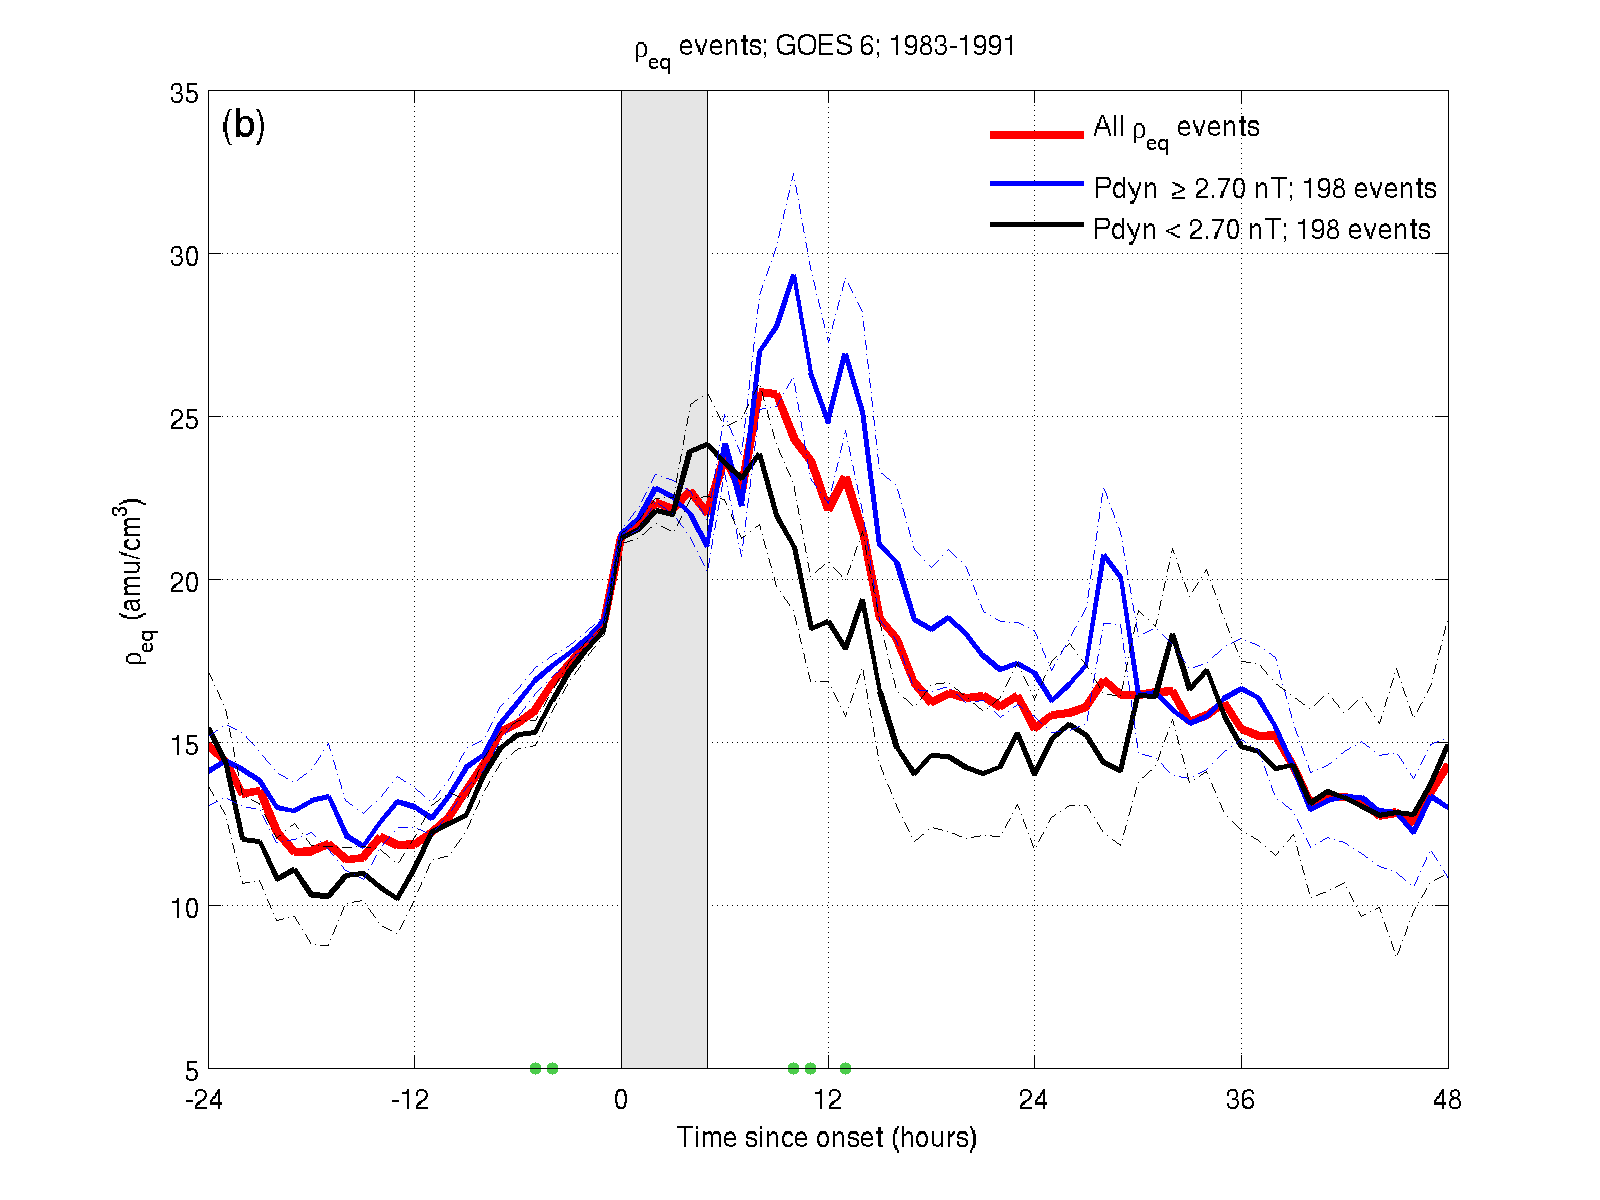 ρeq events; GOES 6; 1983-1991
(b)
All ρeq events
Pdyn ≥ 2.70 nT; 198 events
Pdyn < 2.70 nT; 198 events
35
30
25
20
15
10
5
ρeq (amu/cm³)
-24 -12 0 12 24 36 48
Time since onset (hours)